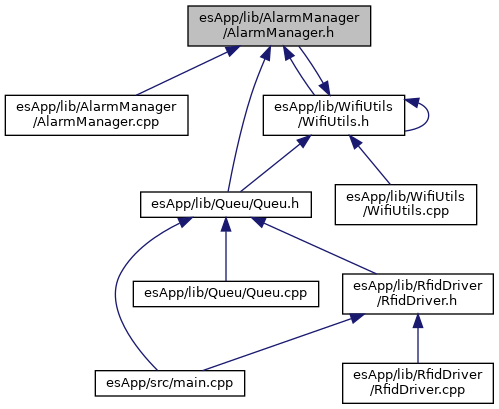 esApp/lib/AlarmManager
/AlarmManager.h
esApp/lib/AlarmManager
/AlarmManager.cpp
esApp/lib/WifiUtils
/WifiUtils.h
esApp/lib/Queu/Queu.h
esApp/lib/WifiUtils
/WifiUtils.cpp
esApp/lib/Queu/Queu.cpp
esApp/lib/RfidDriver
/RfidDriver.h
esApp/src/main.cpp
esApp/lib/RfidDriver
/RfidDriver.cpp